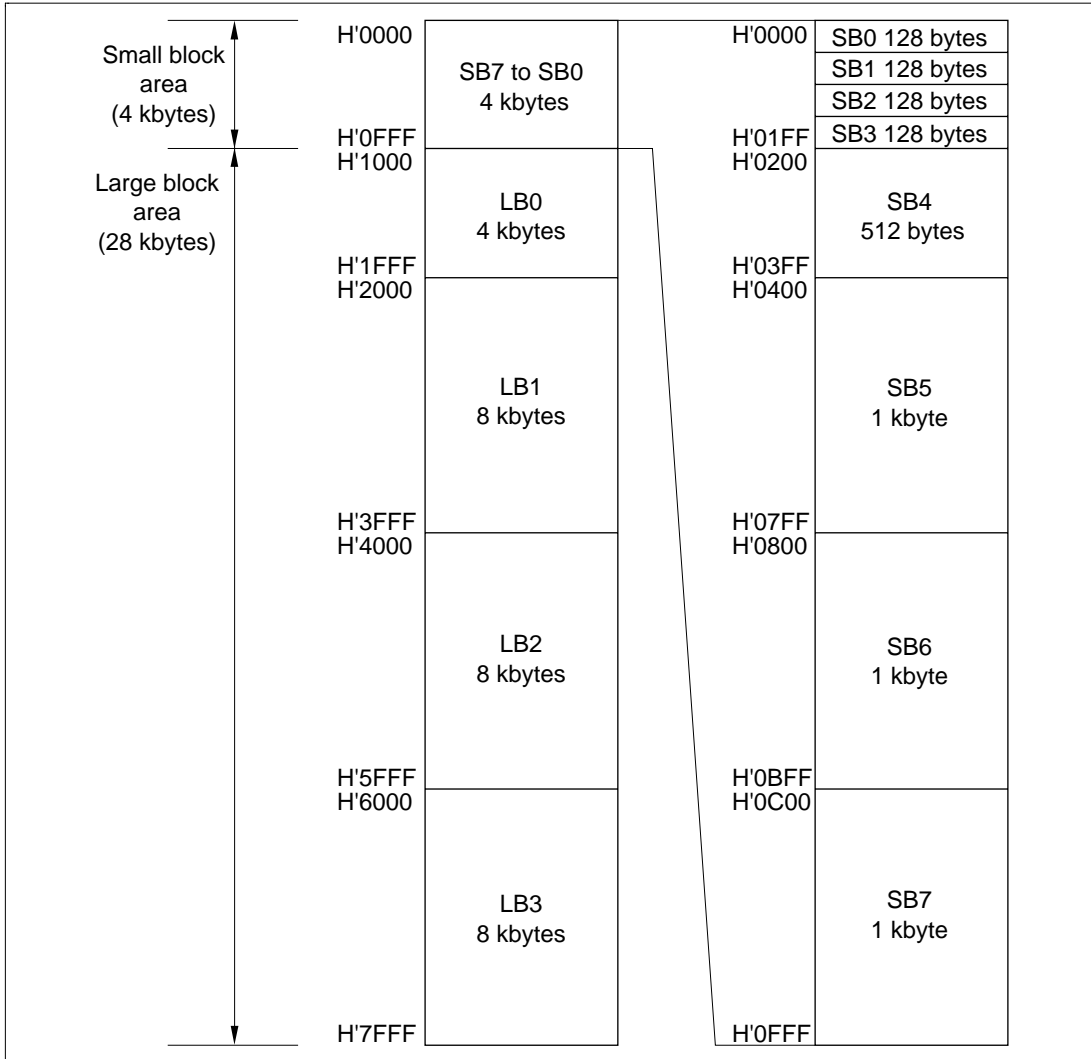 Small block
area
(4 kbytes)
Large block
area
(28 kbytes)
H'0000
SB7 to SB0
4 kbytes
H'0FFF
H'1000
LB0
4 kbytes
H'1FFF
H'2000
LB1
8 kbytes
H'3FFF
H'4000
LB2
8 kbytes
H'5FFF
H'6000
LB3
8 kbytes
H'7FFF
H'0000
SB0 128 bytes
SB1 128 bytes
SB2 128 bytes
SB3 128 bytes
H'01FF
H'0200
SB4
512 bytes
H'03FF
H'0400
SB5
1 kbyte
H'07FF
H'0800
SB6
1 kbyte
H'0BFF
H'0C00
SB7
1 kbyte
H'0FFF